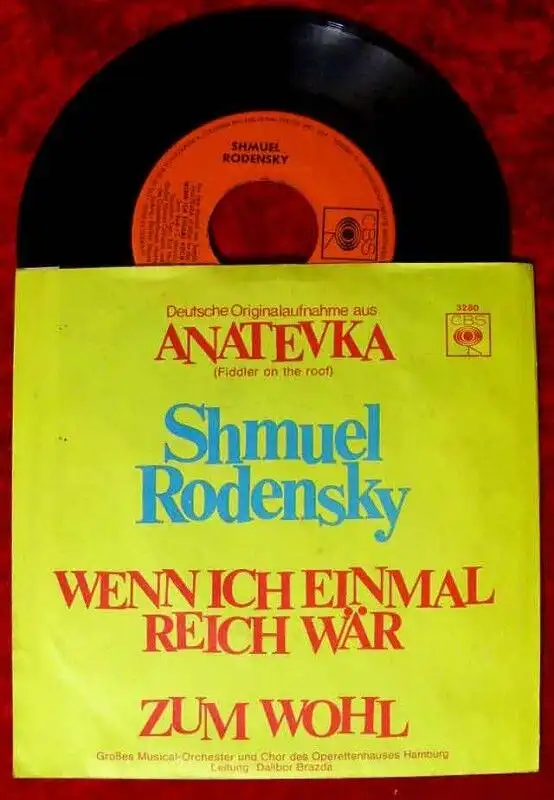 SHMUEL
RODENSKY
CBS
Deutsche Originalaufnahme aus
ANATEVKA
(Fiddler on the roof)
3280
CBS
Shmuel
Rodensky
WENN ICH EINMAL
REICH WÄR
ZUM WOHL
Großes Musical-Orchester und Chor des Operettenhauses Hamburg
Leitung: Dalibor Brazda